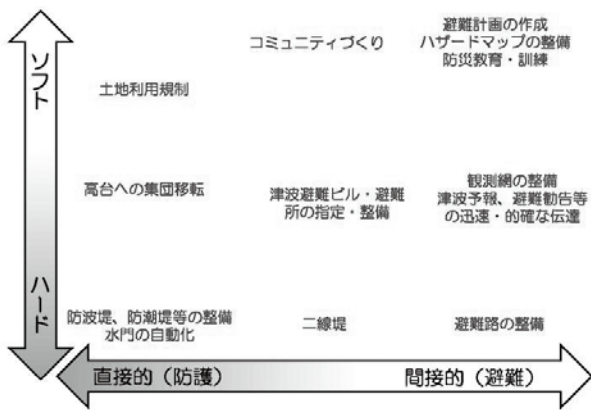 ソフト
ハード
コミュニティづくり
避難計画の作成
ハザードマップの整備
防災教育・訓練
土地利用規制
高台への集団移転
津波避難ビル・避難
所の指定・整備
観測網の整備
津波予報、避難勧告等
の迅速・的確な伝達
防波堤、防潮堤等の整備
水門の自動化
二線堤
避難路の整備
直接的（防護）
間接的（避難）